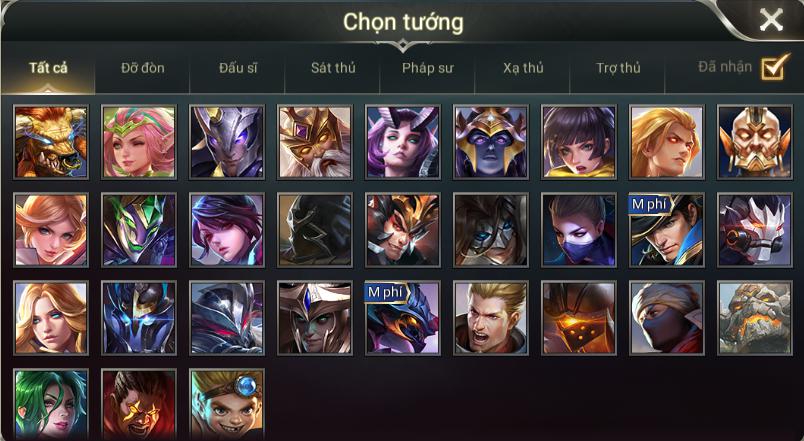 Chọn tướng
Tất cả Đỡ đòn Đấu sĩ Sát thủ Pháp sư Xạ thủ Trợ thủ Đã nhận
M phí
M phí